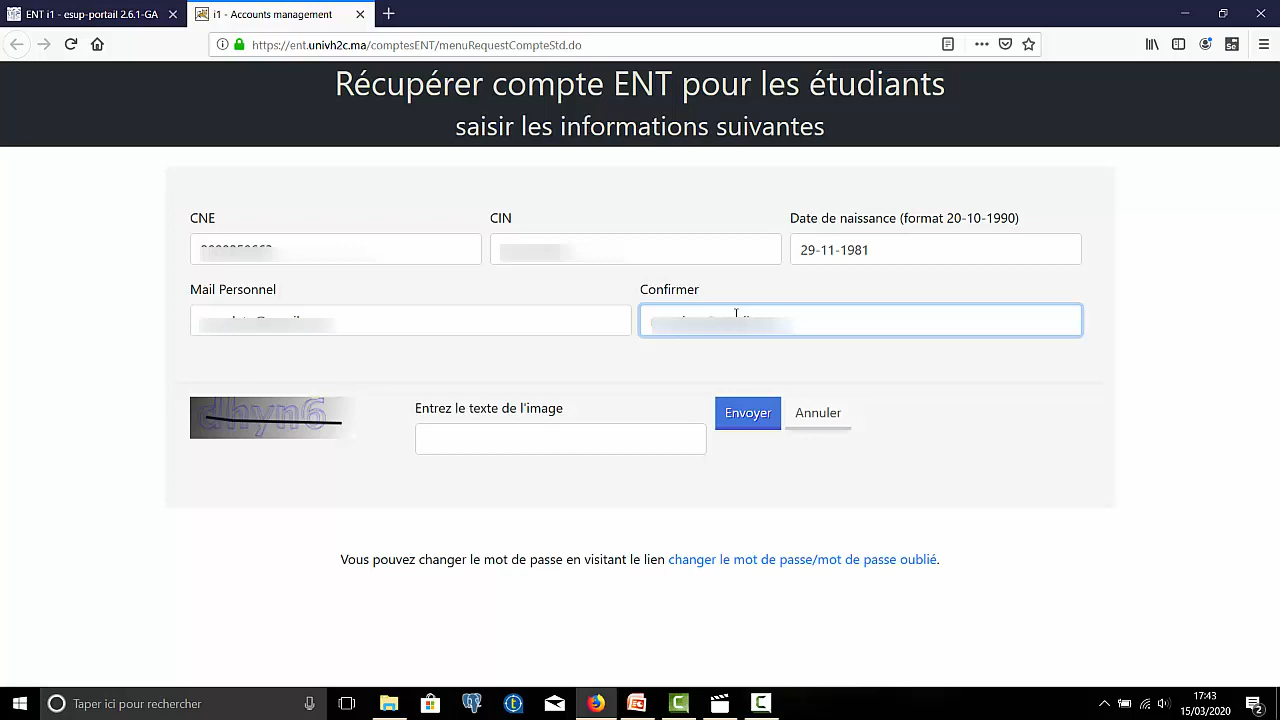 ENT i1 - esup-portail 2.6.1-GA
i1 - Accounts management
https://ent.univh2c.ma/comptesENT/menuRequestCompteStd.do
Récupérer compte ENT pour les étudiants
saisir les informations suivantes
CNE
CIN
Date de naissance (format 20-10-1990)
29-11-1981
Mail Personnel
Confirmer
dhyn6
Entrez le texte de l'image
Envoyer
Annuler
Vous pouvez changer le mot de passe en visitant le lien changer le mot de passe/mot de passe oublié.
Taper ici pour rechercher
17:43
15/03/2020
2